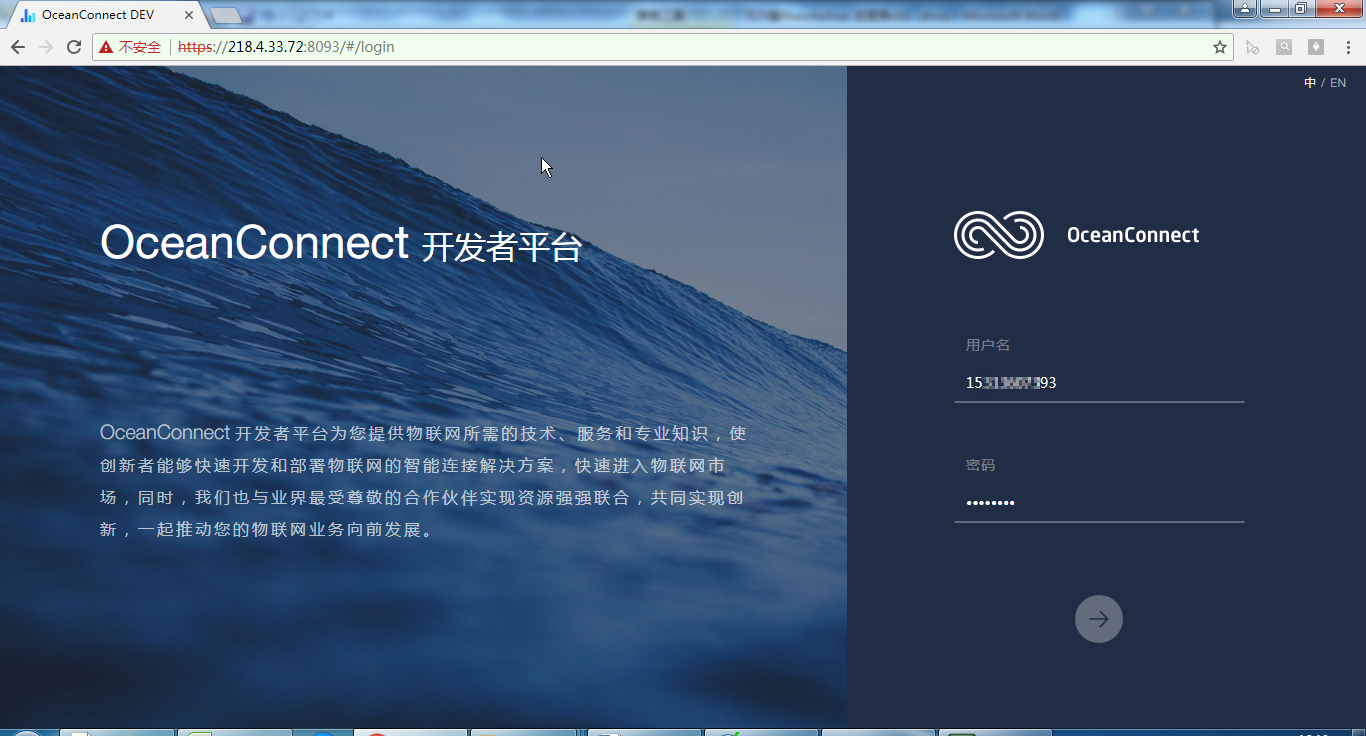 OceanConnect DEV
不安全 https://218.4.33.72:8093/#/login
中 / EN
OceanConnect 开发者平台
OceanConnect 开发者平台为您提供物联网所需的技术、服务和专业知识，使
创新者能够快速开发和部署物联网的智能连接解决方案，快速进入物联网市
场，同时，我们也与业界最受尊敬的合作伙伴实现资源强强联合，共同实现创
新，一起推动您的物联网业务向前发展。
OceanConnect
用户名
15 93
密码